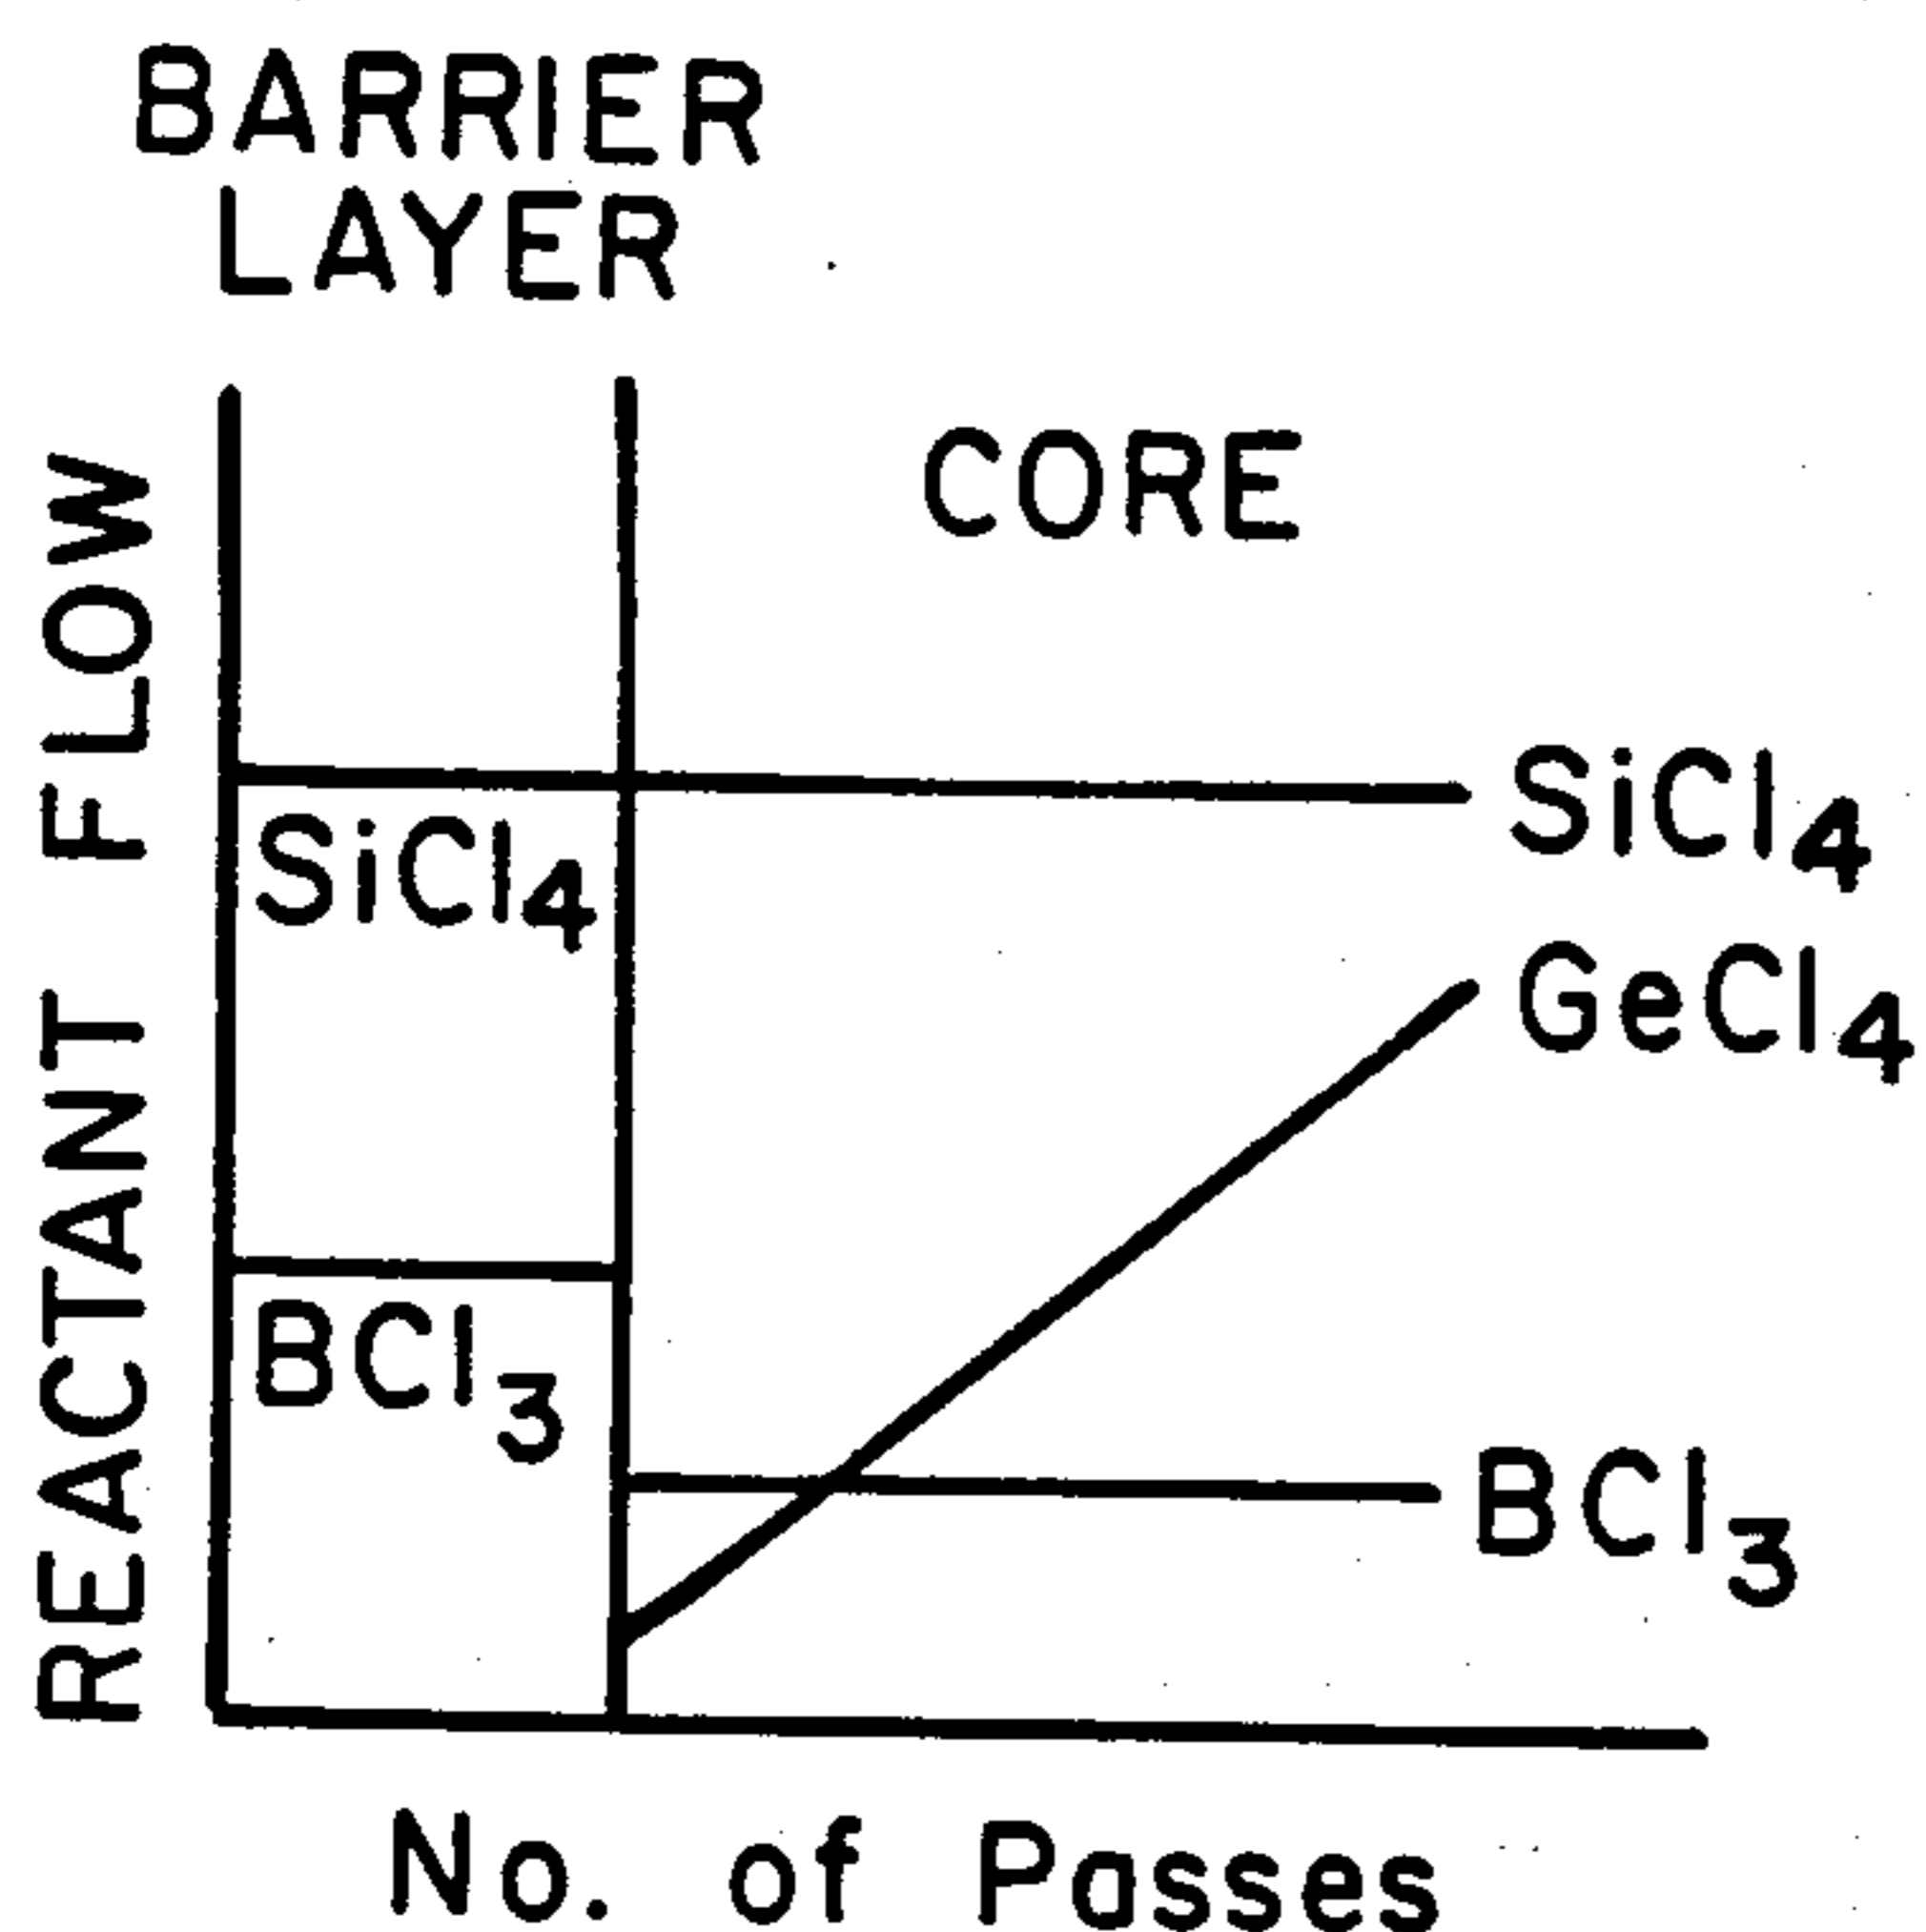 BARRIER
LAYER
CORE
REACTANT FLOW
SiCl₄
SiCl₄
GeCl₄
BCl₃
BCl₃
No. of Passes